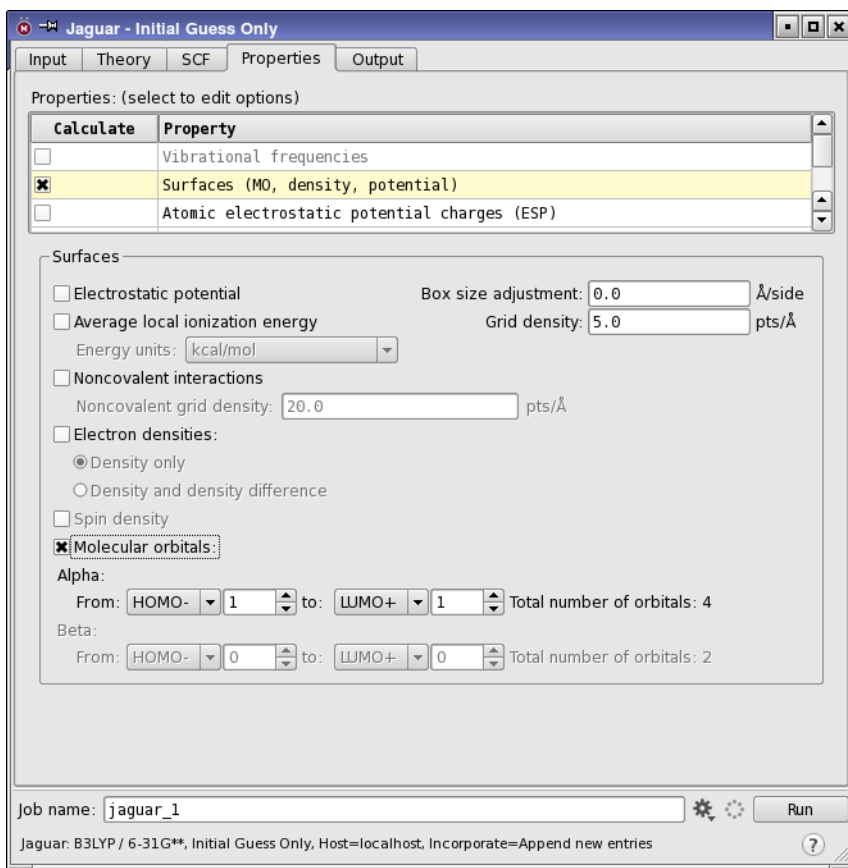 Jaguar - Initial Guess Only
Input Theory SCF Properties Output
Properties: (select to edit options)
Calculate Property
Vibrational frequencies
Surfaces (MO, density, potential)
Atomic electrostatic potential charges (ESP)
Surfaces
Electrostatic potential Box size adjustment: 0.0 Å/side
Average local ionization energy Grid density: 5.0 pts/Å
Energy units: kcal/mol
Noncovalent interactions
Noncovalent grid density: 20.0 pts/Å
Electron densities:
Density only
Density and density difference
Spin density
Molecular orbitals:
Alpha:
From: HOMO- 1 to: LUMO+ 1 Total number of orbitals: 4
Beta:
From: HOMO- 0 to: LUMO+ 0 Total number of orbitals: 2
Job name: jaguar_1 Run
Jaguar: B3LYP / 6-31G**, Initial Guess Only, Host=localhost, Incorporate=Append new entries ?